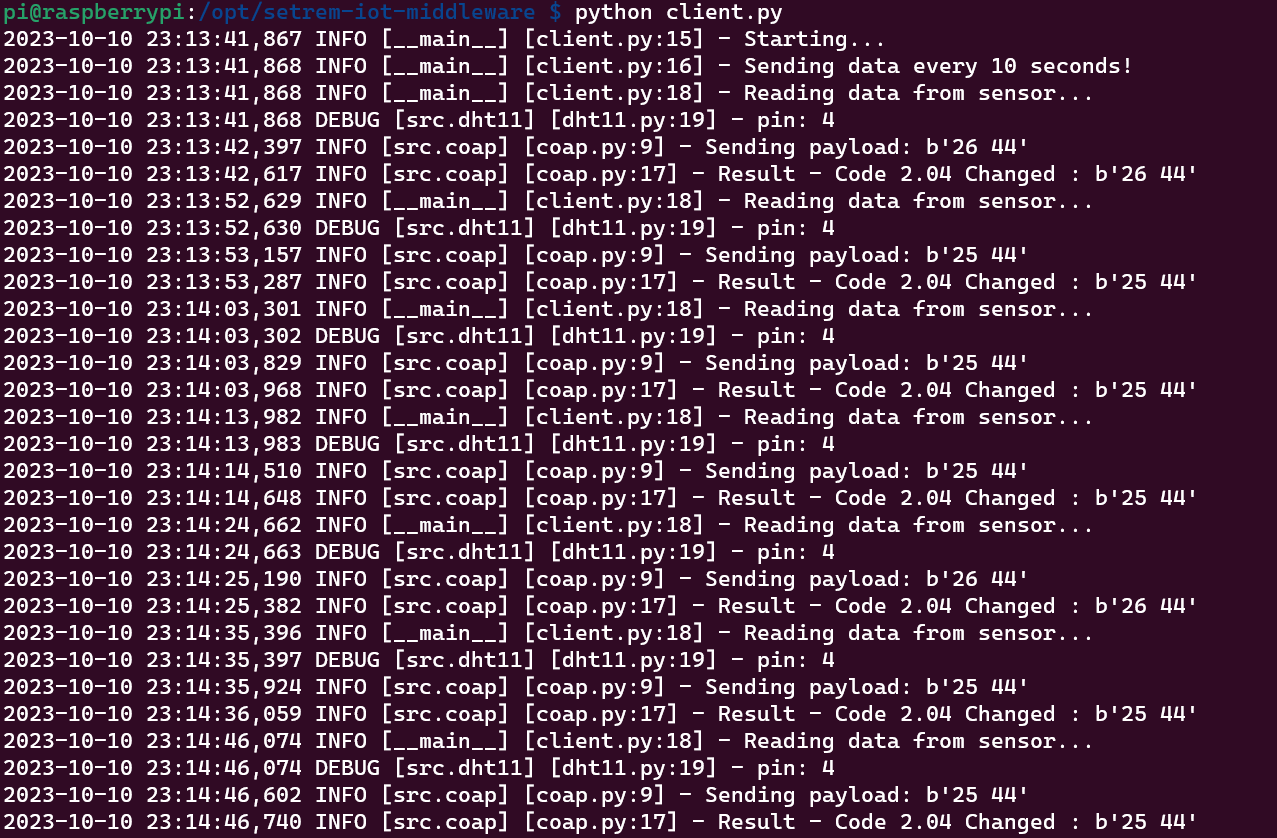 pi@raspberrypi:/opt/setrem-iot-middleware $ python client.py
2023-10-10 23:13:41,867 INFO [__main__] [client.py:15] - Starting...
2023-10-10 23:13:41,868 INFO [__main__] [client.py:16] - Sending data every 10 seconds!
2023-10-10 23:13:41,868 INFO [__main__] [client.py:18] - Reading data from sensor...
2023-10-10 23:13:41,868 DEBUG [src.dht11] [dht11.py:19] - pin: 4
2023-10-10 23:13:42,397 INFO [src.coap] [coap.py:9] - Sending payload: b'26 44'
2023-10-10 23:13:42,617 INFO [src.coap] [coap.py:17] - Result - Code 2.04 Changed : b'26 44'
2023-10-10 23:13:52,629 INFO [__main__] [client.py:18] - Reading data from sensor...
2023-10-10 23:13:52,630 DEBUG [src.dht11] [dht11.py:19] - pin: 4
2023-10-10 23:13:53,157 INFO [src.coap] [coap.py:9] - Sending payload: b'25 44'
2023-10-10 23:13:53,287 INFO [src.coap] [coap.py:17] - Result - Code 2.04 Changed : b'25 44'
2023-10-10 23:14:03,301 INFO [__main__] [client.py:18] - Reading data from sensor...
2023-10-10 23:14:03,302 DEBUG [src.dht11] [dht11.py:19] - pin: 4
2023-10-10 23:14:03,829 INFO [src.coap] [coap.py:9] - Sending payload: b'25 44'
2023-10-10 23:14:03,968 INFO [src.coap] [coap.py:17] - Result - Code 2.04 Changed : b'25 44'
2023-10-10 23:14:13,982 INFO [__main__] [client.py:18] - Reading data from sensor...
2023-10-10 23:14:13,983 DEBUG [src.dht11] [dht11.py:19] - pin: 4
2023-10-10 23:14:14,510 INFO [src.coap] [coap.py:9] - Sending payload: b'25 44'
2023-10-10 23:14:14,648 INFO [src.coap] [coap.py:17] - Result - Code 2.04 Changed : b'25 44'
2023-10-10 23:14:24,662 INFO [__main__] [client.py:18] - Reading data from sensor...
2023-10-10 23:14:24,663 DEBUG [src.dht11] [dht11.py:19] - pin: 4
2023-10-10 23:14:25,190 INFO [src.coap] [coap.py:9] - Sending payload: b'26 44'
2023-10-10 23:14:25,382 INFO [src.coap] [coap.py:17] - Result - Code 2.04 Changed : b'26 44'
2023-10-10 23:14:35,396 INFO [__main__] [client.py:18] - Reading data from sensor...
2023-10-10 23:14:35,397 DEBUG [src.dht11] [dht11.py:19] - pin: 4
2023-10-10 23:14:35,924 INFO [src.coap] [coap.py:9] - Sending payload: b'25 44'
2023-10-10 23:14:36,059 INFO [src.coap] [coap.py:17] - Result - Code 2.04 Changed : b'25 44'
2023-10-10 23:14:46,074 INFO [__main__] [client.py:18] - Reading data from sensor...
2023-10-10 23:14:46,074 DEBUG [src.dht11] [dht11.py:19] - pin: 4
2023-10-10 23:14:46,602 INFO [src.coap] [coap.py:9] - Sending payload: b'25 44'
2023-10-10 23:14:46,740 INFO [src.coap] [coap.py:17] - Result - Code 2.04 Changed : b'25 44'